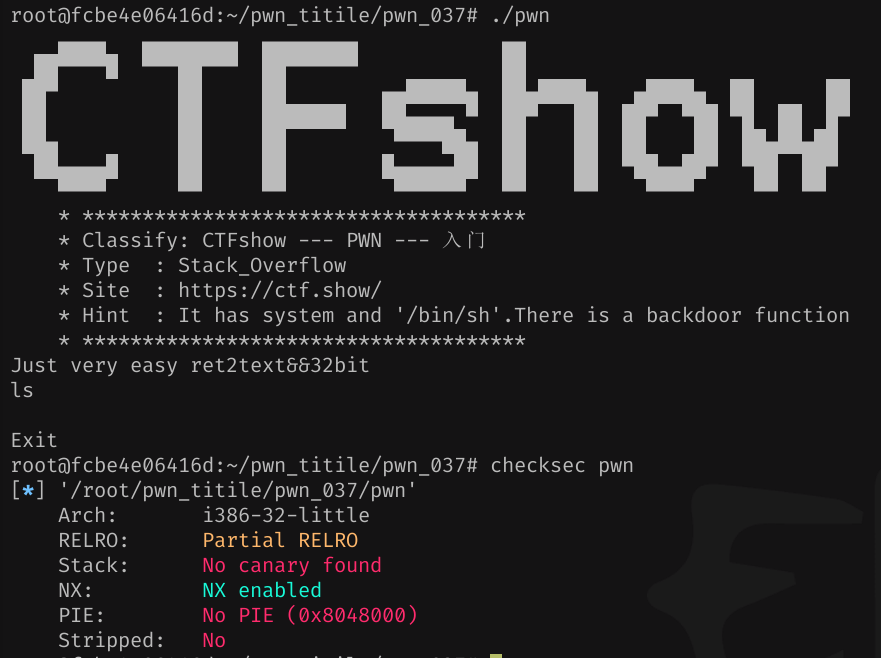 root@fcbe4e06416d:~/pwn_titile/pwn_037# ./pwn
CTFshow
* *************************************
* Classify: CTFshow --- PWN --- 入门
* Type  : Stack_Overflow
* Site  : https://ctf.show/
* Hint  : It has system and '/bin/sh'.There is a backdoor function
* *************************************
Just very easy ret2text&&32bit
ls
Exit
root@fcbe4e06416d:~/pwn_titile/pwn_037# checksec pwn
[*] '/root/pwn_titile/pwn_037/pwn'
Arch:       i386-32-little
RELRO:      Partial RELRO
Stack:      No canary found
NX:         NX enabled
PIE:        No PIE (0x8048000)
Stripped:   No